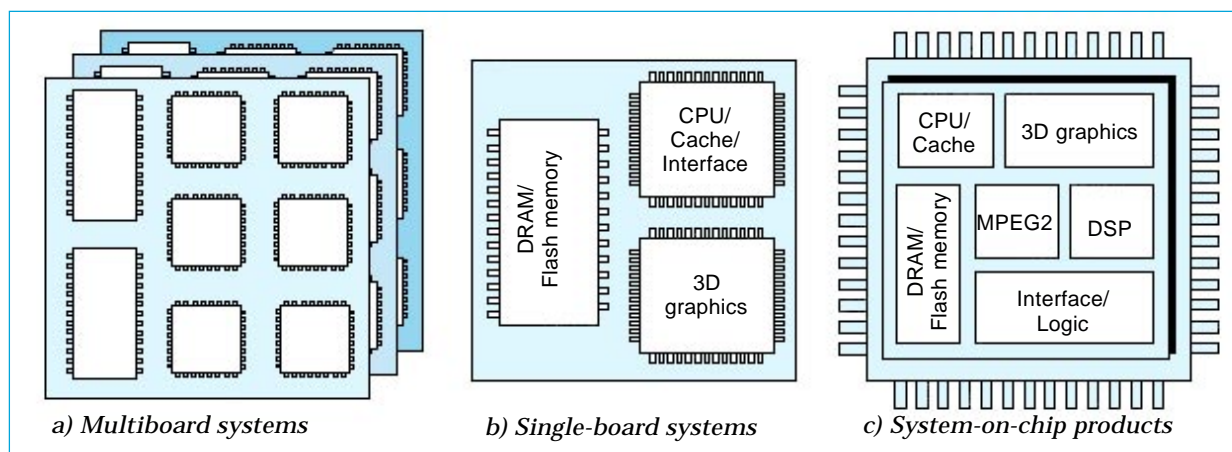 DRAM/
Flash memory
CPU/
Cache/
Interface
3D
graphics
CPU/
Cache
3D graphics
DRAM/
Flash memory
MPEG2
DSP
Interface/
Logic
a) Multiboard systems
b) Single-board systems
c) System-on-chip products